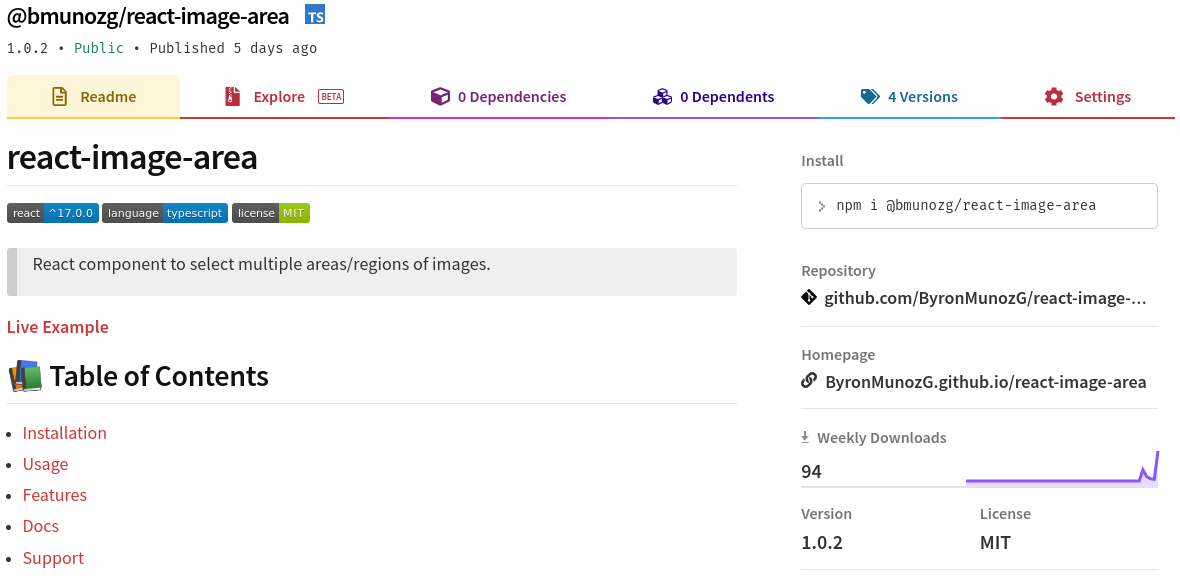 @bmunozg/react-image-area TS
1.0.2 • Public • Published 5 days ago
Readme Explore BETA 0 Dependencies 0 Dependents 4 Versions Settings
react-image-area
react ^17.0.0 language typescript license MIT
React component to select multiple areas/regions of images.
Live Example
Table of Contents
• Installation
• Usage
• Features
• Docs
• Support
Install
> npm i @bmunozg/react-image-area
Repository
github.com/ByronMunozG/react-image-...
Homepage
ByronMunozG.github.io/react-image-area
Weekly Downloads
94
Version License
1.0.2 MIT